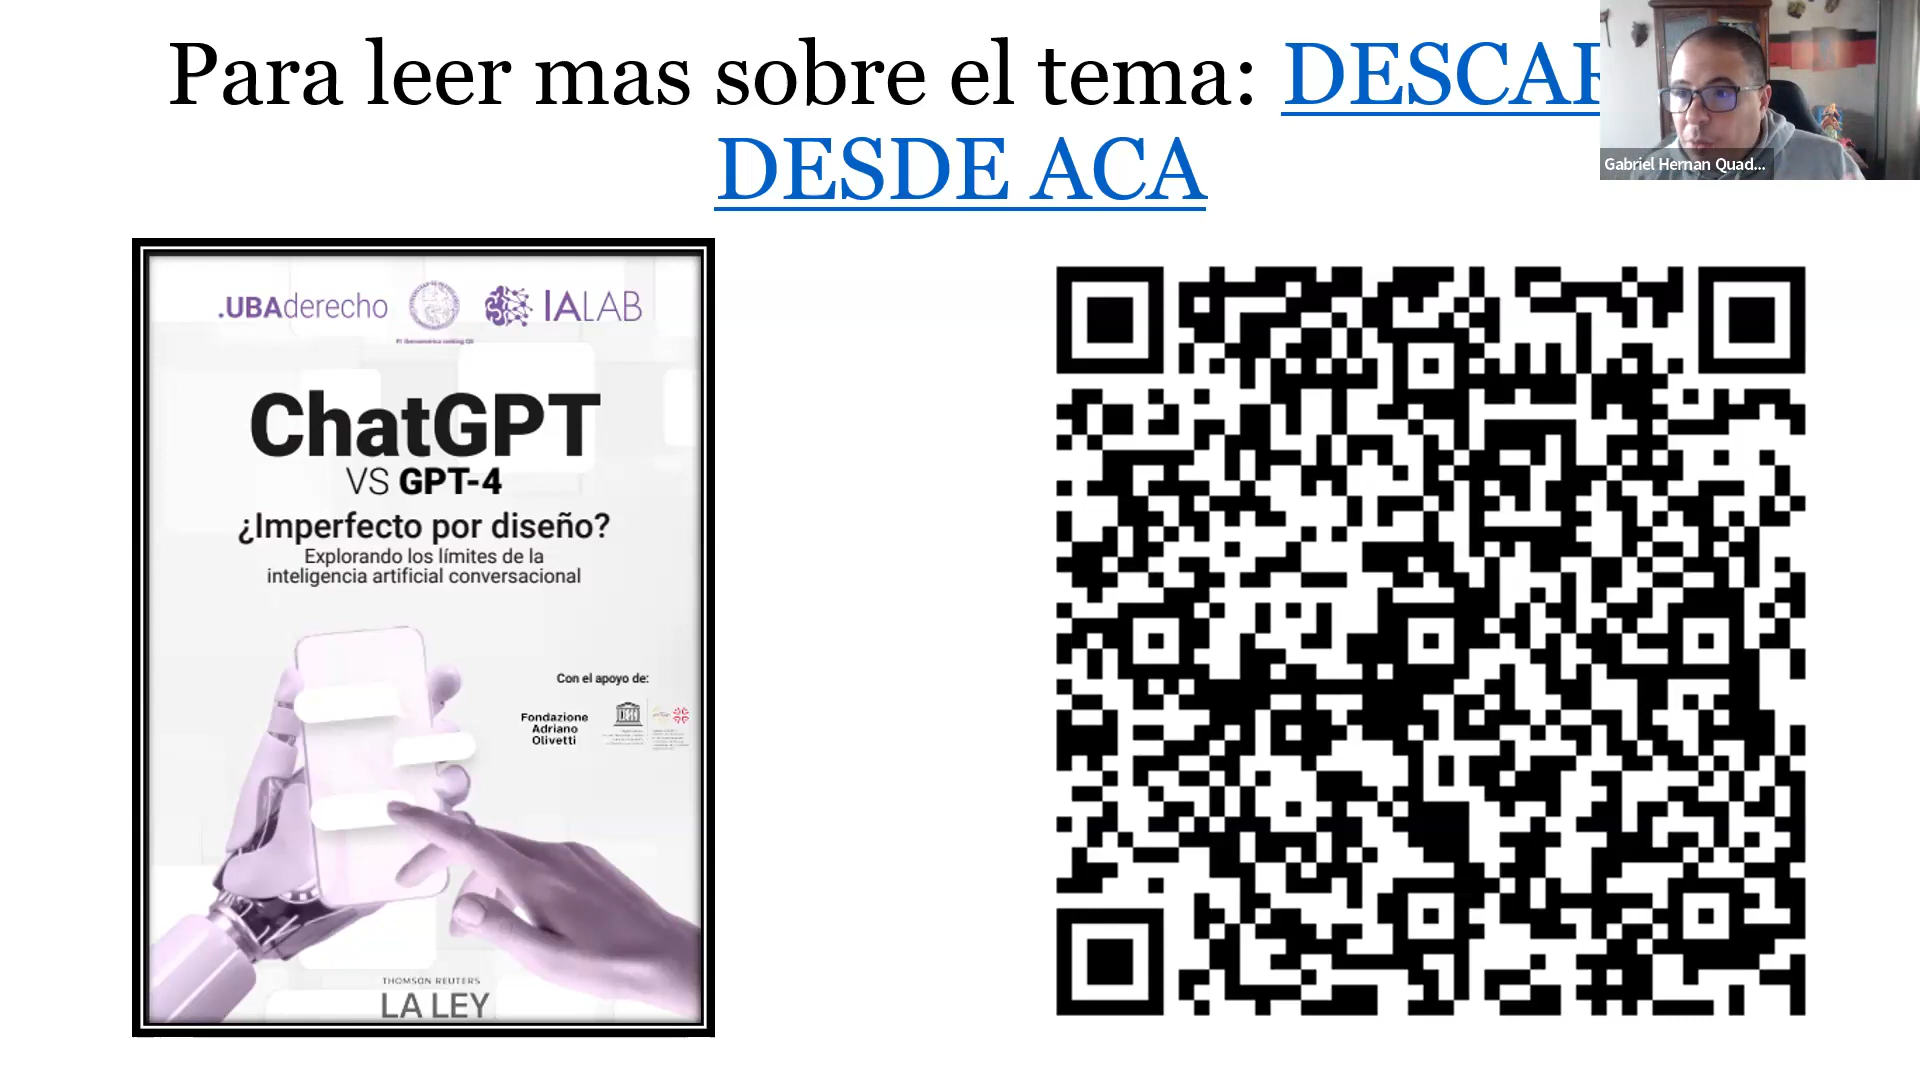 Para leer mas sobre el tema: DESCAR
DESDE ACA
Gabriel Hernan Quad...
.UBAderecho
IALAB
ChatGPT
VS GPT-4
¿Imperfecto por diseño?
Explorando los límites de la
inteligencia artificial conversacional
Con el apoyo de:
Fondazione
Adriano
Olivetti
THOMSON REUTERS
LA LEY